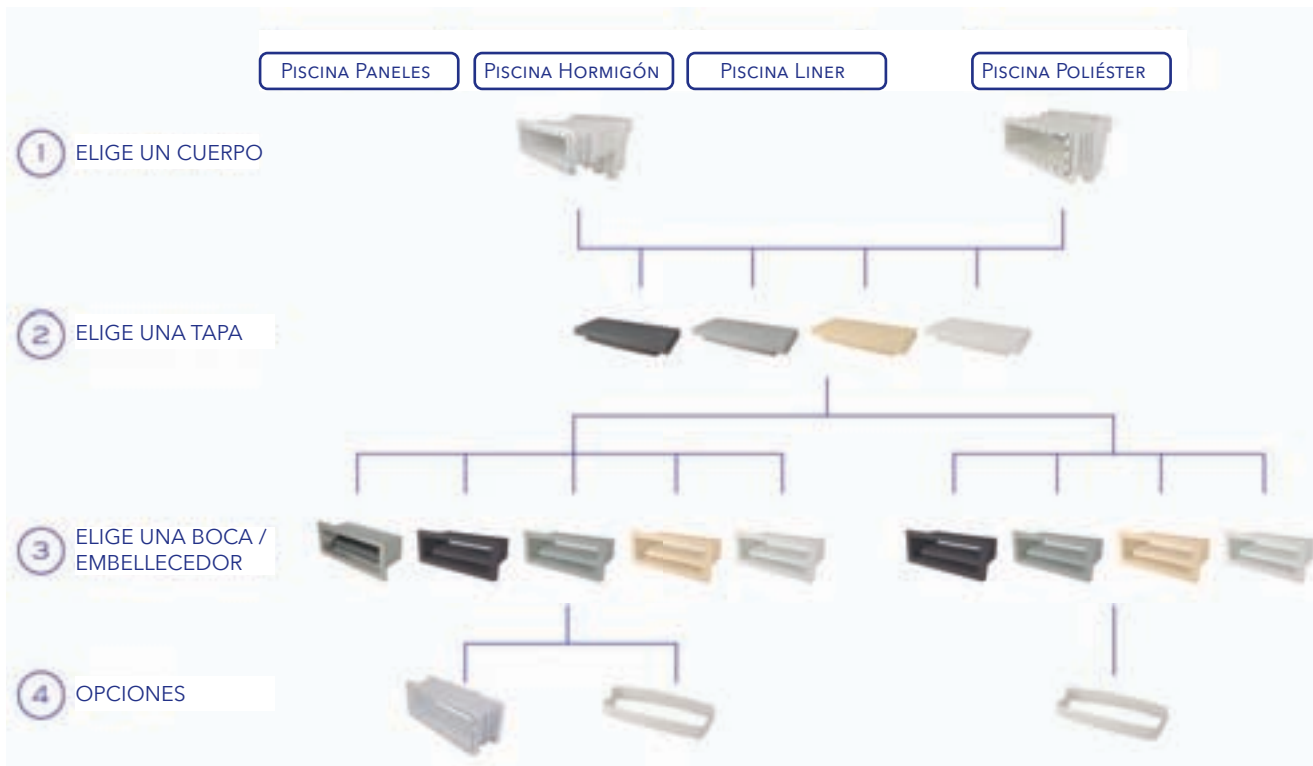 PISCINA PANELES
PISCINA HORMIGÓN
PISCINA LINER
PISCINA POLIÉSTER
1 ELIGE UN CUERPO
2 ELIGE UNA TAPA
3 ELIGE UNA BOCA /
EMBELLECEDOR
4 OPCIONES